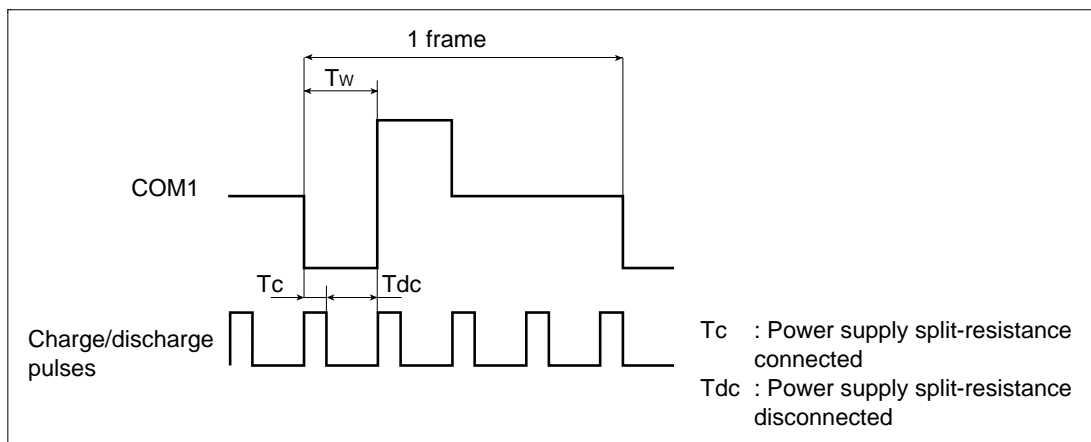 1 frame
Tw
COM1
Tc
Tdc
Charge/discharge
pulses
Tc : Power supply split-resistance
connected
Tdc : Power supply split-resistance
disconnected